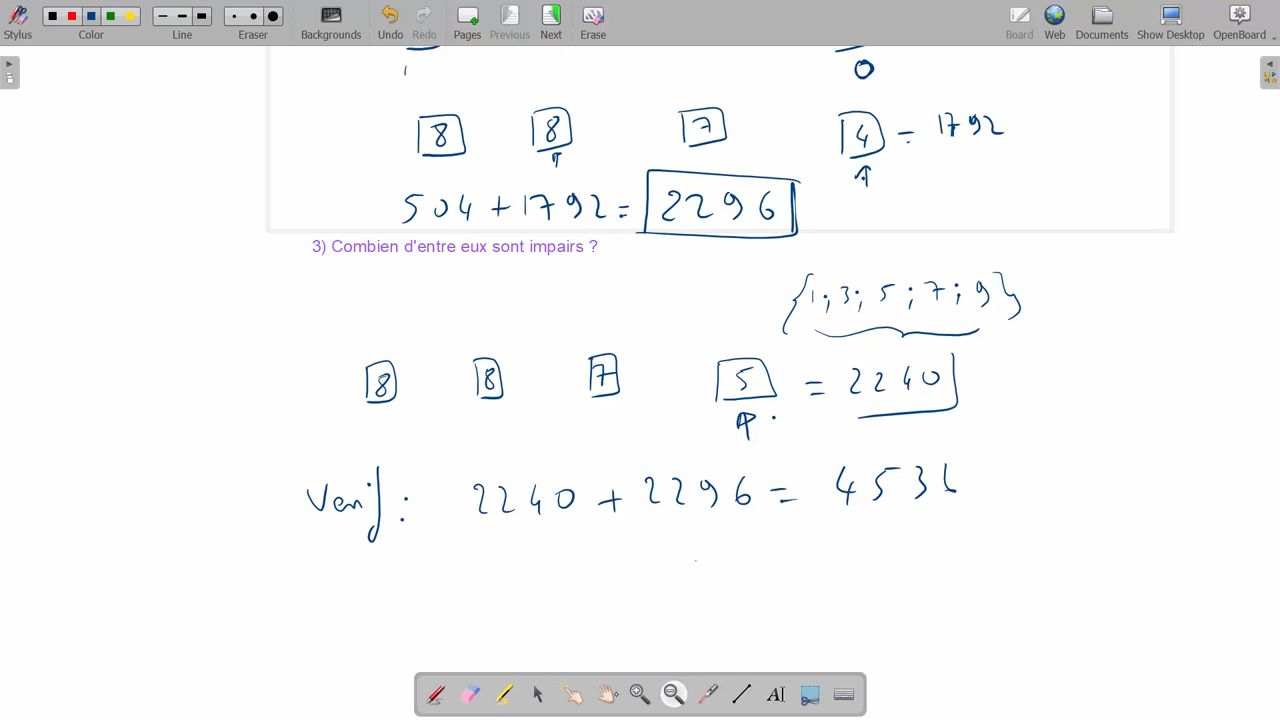 Stylus Color Line Eraser Backgrounds Undo Redo Pages Previous Next Erase Board Web Documents Show Desktop OpenBoard
0
8 8 7 4 = 1792
504 + 1792 = 2296
3) Combien d'entre eux sont impairs ?
{1; 3; 5; 7; 9}
8 8 7 5 = 2240
Verif : 2240 + 2296 = 4536